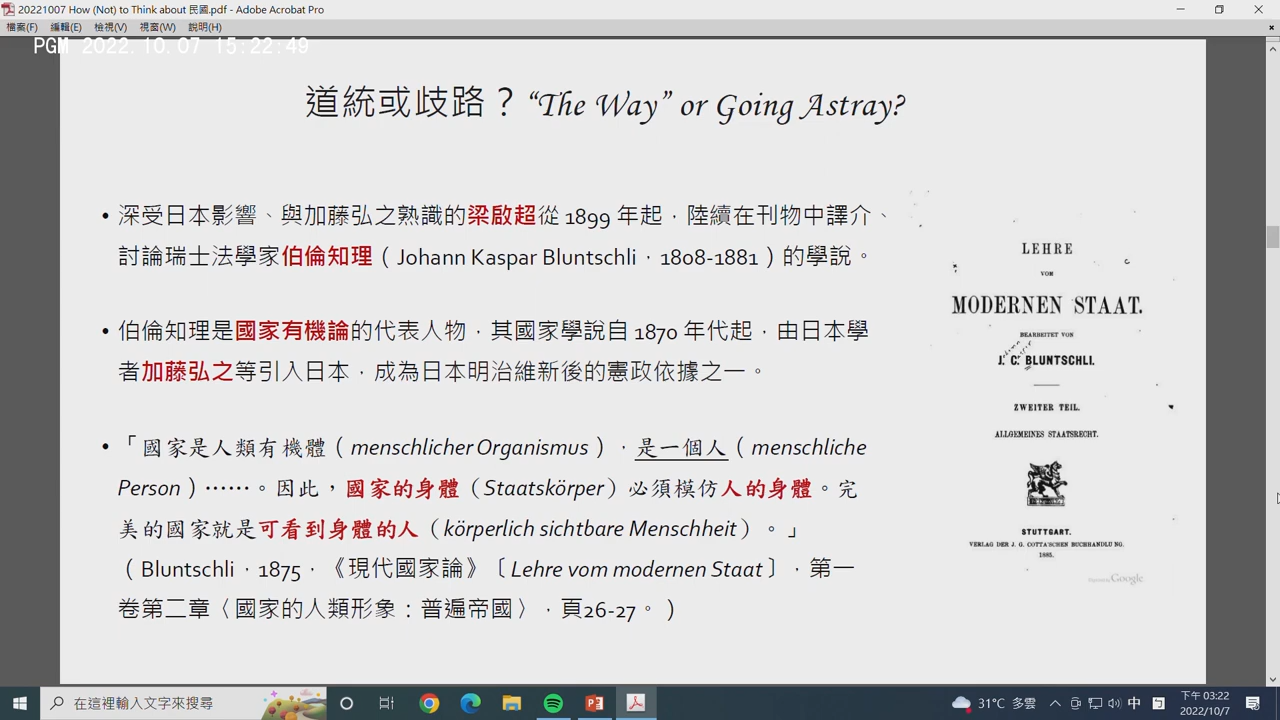 20221007 How (Not) to Think about 民國.pdf - Adobe Acrobat Pro
檔案(F) 編輯(E) 檢視(V) 視窗(W) 說明(H)
PGM 2022.10.07 15:22:49
道統或歧路？“The Way” or Going Astray?
• 深受日本影響、與加藤弘之熟識的梁啟超從 1899 年起，陸續在刊物中譯介、
討論瑞士法學家伯倫知理（Johann Kaspar Bluntschli，1808-1881）的學說。
• 伯倫知理是國家有機論的代表人物，其國家學說自 1870 年代起，由日本學
者加藤弘之等引入日本，成為日本明治維新後的憲政依據之一。
• 「國家是人類有機體（menschlicher Organismus），是一個人（menschliche
Person）……。因此，國家的身體（Staatskörper）必須模仿人的身體。完
美的國家就是可看到身體的人（körperlich sichtbare Menschheit）。」
（Bluntschli，1875，《現代國家論》〔Lehre vom modernen Staat〕，第一
卷第二章〈國家的人類形象：普遍帝國〉，頁26-27。）
LEHRE
VOM
MODERNEN STAAT.
BEARBEITET VON
J. C. BLUNTSCHLI.
ZWEITER TEIL.
ALLGEMEINES STAATSRECHT.
STUTTGART.
VERLAG DER J. G. COTTA'SCHEN BUCHHANDLUNG.
1885.
Google
在這裡輸入文字來搜尋
31°C 多雲
中
下午 03:22
2022/10/7